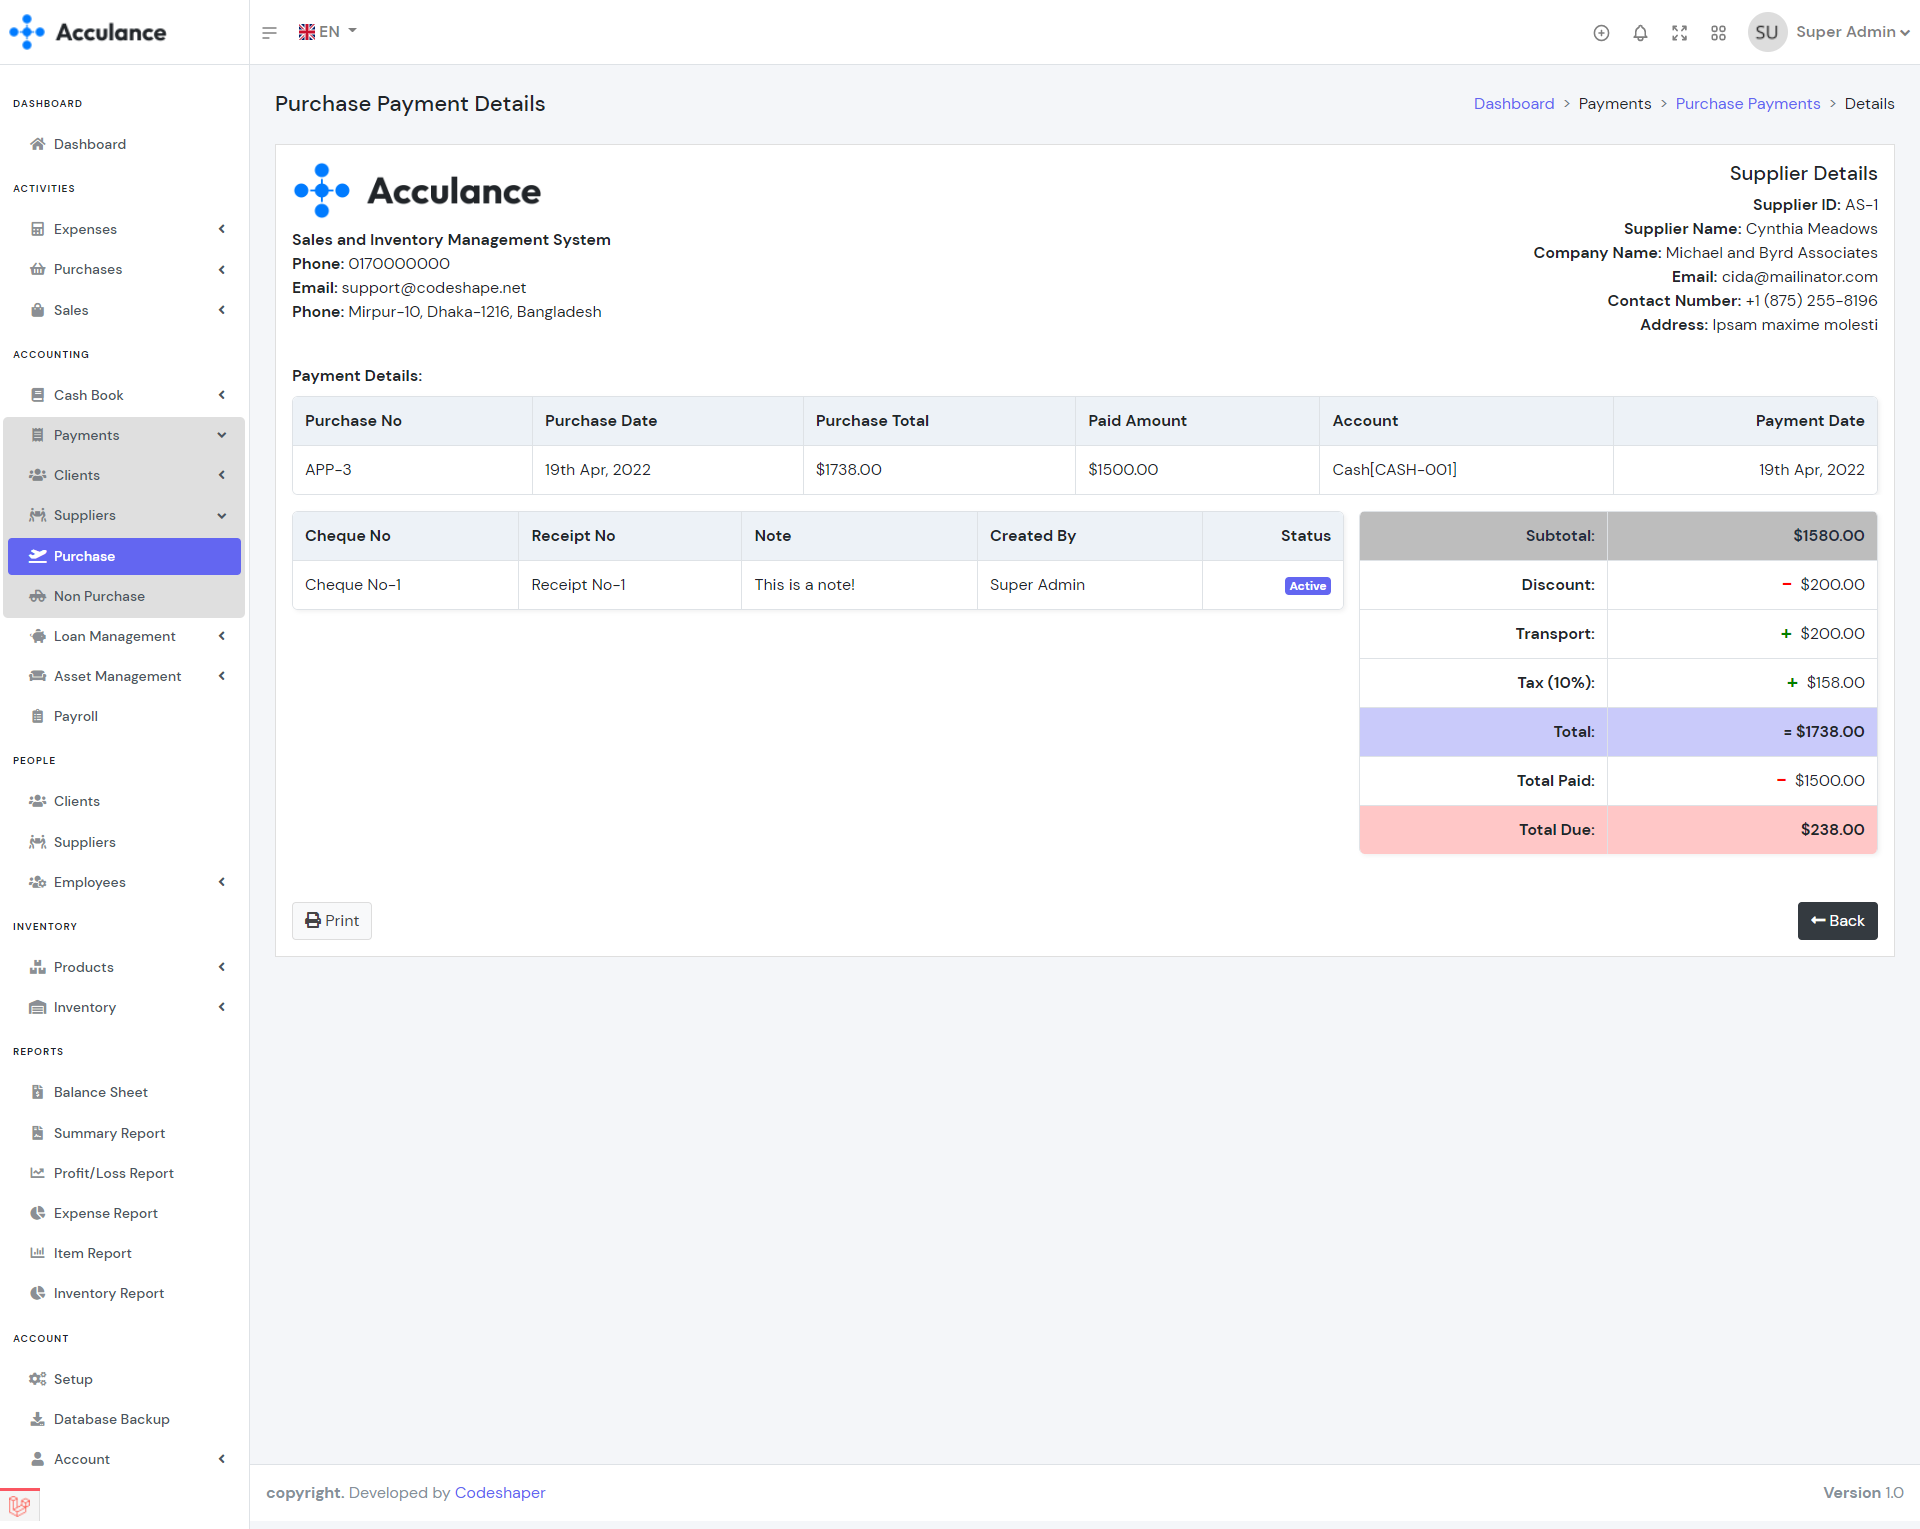 Acculance
EN
SU Super Admin
DASHBOARD
Dashboard
ACTIVITIES
Expenses
Purchases
Sales
ACCOUNTING
Cash Book
Payments
Clients
Suppliers
Purchase
Non Purchase
Loan Management
Asset Management
Payroll
PEOPLE
Clients
Suppliers
Employees
INVENTORY
Products
Inventory
REPORTS
Balance Sheet
Summary Report
Profit/Loss Report
Expense Report
Item Report
Inventory Report
ACCOUNT
Setup
Database Backup
Account
Purchase Payment Details
Dashboard > Payments > Purchase Payments > Details
Acculance
Sales and Inventory Management System
Phone: 0170000000
Email: support@codeshape.net
Phone: Mirpur-10, Dhaka-1216, Bangladesh
Supplier Details
Supplier ID: AS-1
Supplier Name: Cynthia Meadows
Company Name: Michael and Byrd Associates
Email: cida@mailinator.com
Contact Number: +1 (875) 255-8196
Address: Ipsam maxime molesti
Payment Details:
Purchase No Purchase Date Purchase Total Paid Amount Account Payment Date
APP-3 19th Apr, 2022 $1738.00 $1500.00 Cash[CASH-001] 19th Apr, 2022
Cheque No Receipt No Note Created By Status
Cheque No-1 Receipt No-1 This is a note! Super Admin Active
Subtotal: $1580.00
Discount: - $200.00
Transport: + $200.00
Tax (10%): + $158.00
Total: = $1738.00
Total Paid: - $1500.00
Total Due: $238.00
Print
Back
copyright. Developed by Codeshaper
Version 1.0